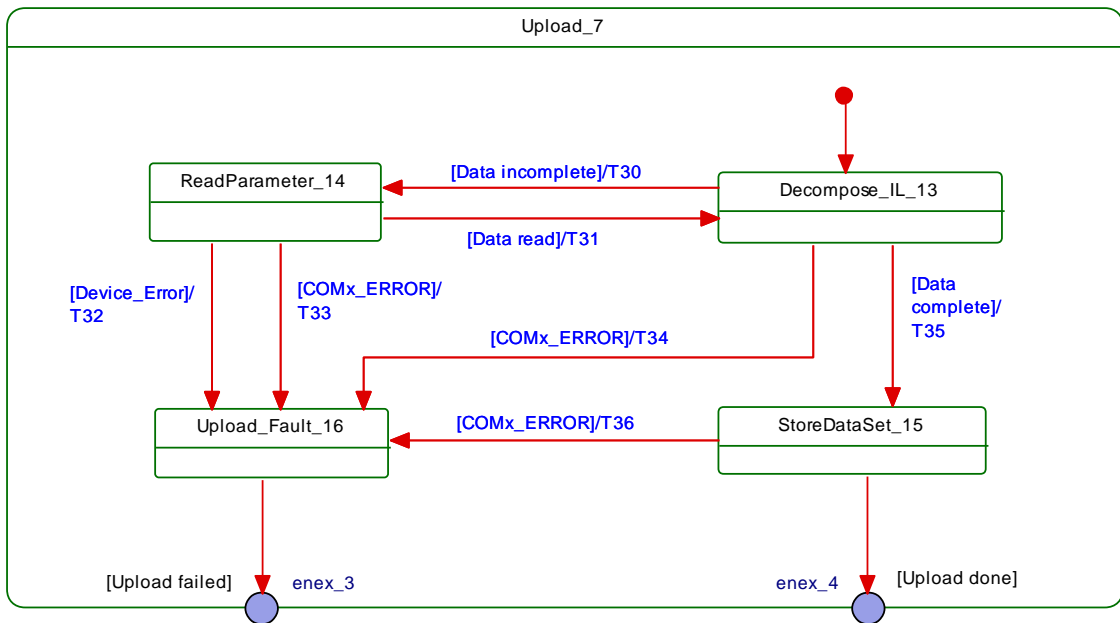 Upload_7
[Data incomplete]/T30
ReadParameter_14
Decompose_IL_13
[Data read]/T31
[Device_Error]/
T32
[COMx_ERROR]/
T33
[Data
complete]/
T35
[COMx_ERROR]/T34
Upload_Fault_16
[COMx_ERROR]/T36
StoreDataSet_15
[Upload failed]
enex_3
enex_4
[Upload done]